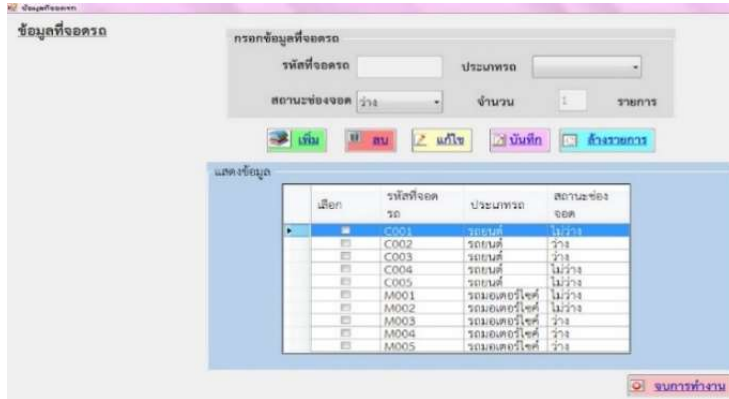 ข้อมูลที่จอดรถ
ข้อมูลที่จอดรถ
กรอกข้อมูลที่จอดรถ
รหัสที่จอดรถ ประเภทรถ
สถานะช่องจอด ว่าง จำนวน 1 รายการ
เพิ่ม ลบ แก้ไข บันทึก ล้างรายการ
แสดงข้อมูล
เลือก รหัสที่จอดรถ ประเภทรถ สถานะช่องจอด
C001 รถยนต์ ไม่ว่าง
C002 รถยนต์ ว่าง
C003 รถยนต์ ว่าง
C004 รถยนต์ ไม่ว่าง
C005 รถยนต์ ไม่ว่าง
M001 รถมอเตอร์ไซค์ ไม่ว่าง
M002 รถมอเตอร์ไซค์ ไม่ว่าง
M003 รถมอเตอร์ไซค์ ว่าง
M004 รถมอเตอร์ไซค์ ว่าง
M005 รถมอเตอร์ไซค์ ว่าง
จบการทำงาน